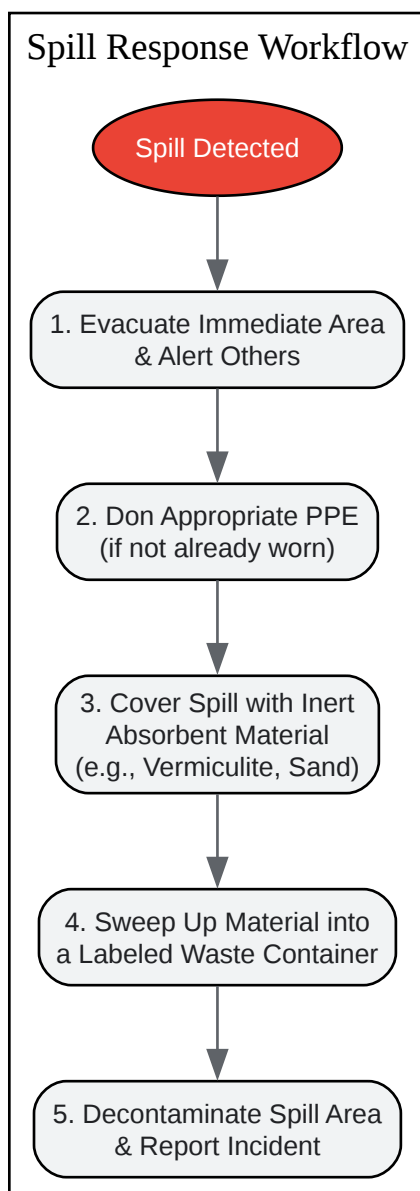 Spill Response Workflow
Spill Detected
1. Evacuate Immediate Area
& Alert Others
2. Don Appropriate PPE
(if not already worn)
3. Cover Spill with Inert
Absorbent Material
(e.g., Vermiculite, Sand)
4. Sweep Up Material into
a Labeled Waste Container
5. Decontaminate Spill Area
& Report Incident